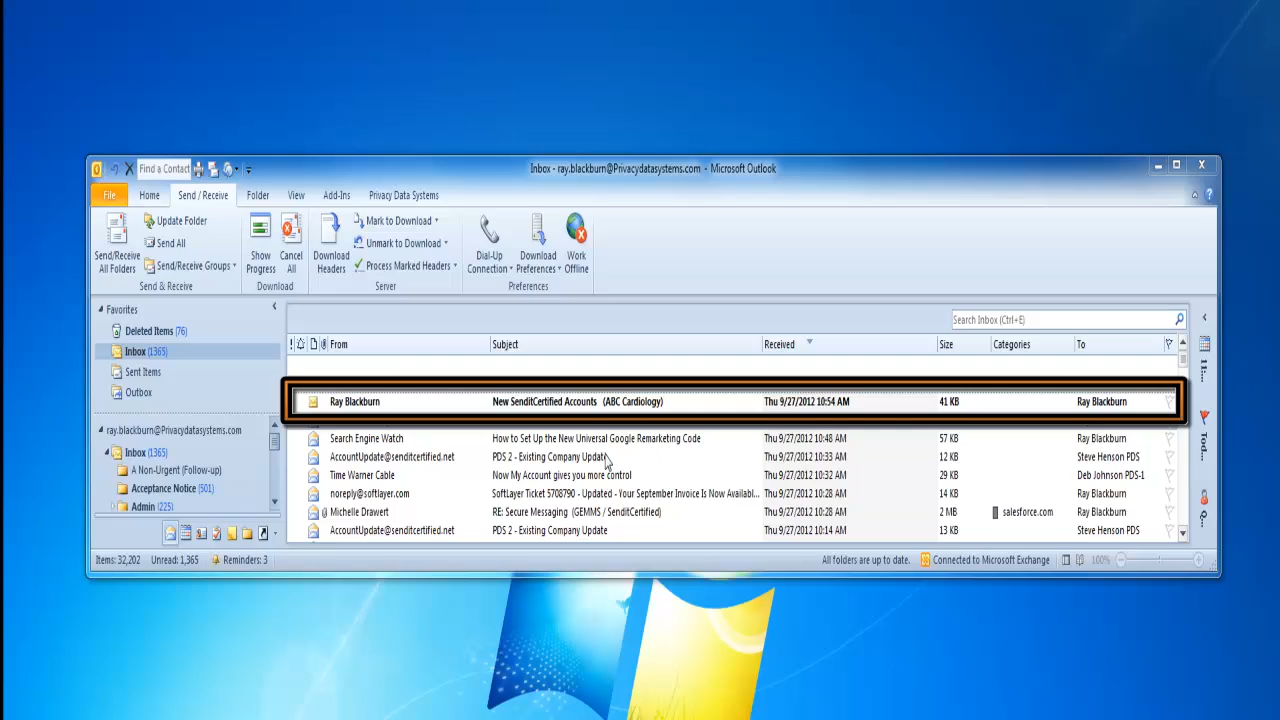 Find a Contact
Inbox - ray.blackburn@Privacydatasystems.com - Microsoft Outlook
File Home Send / Receive Folder View Add-Ins Privacy Data Systems
Send/Receive All Folders
Update Folder
Send All
Send/Receive Groups
Send & Receive
Show Progress
Cancel All
Download
Download Headers
Mark to Download
Unmark to Download
Process Marked Headers
Server
Dial-Up Connection
Download Preferences
Work Offline
Preferences
Favorites
Deleted Items (76)
Inbox (1365)
Sent Items
Outbox
ray.blackburn@Privacydatasystems.com
Inbox (1365)
A Non-Urgent (Follow-up)
Acceptance Notice (501)
Admin (225)
Search Inbox (Ctrl+E)
From Subject Received Size Categories To
Ray Blackburn New SenditCertified Accounts (ABC Cardiology) Thu 9/27/2012 10:54 AM 41 KB Ray Blackburn
Search Engine Watch How to Set Up the New Universal Google Remarketing Code Thu 9/27/2012 10:48 AM 57 KB Ray Blackburn
AccountUpdate@senditcertified.net PDS 2 - Existing Company Update Thu 9/27/2012 10:33 AM 12 KB Steve Henson PDS
Time Warner Cable Now My Account gives you more control Thu 9/27/2012 10:32 AM 43 KB Deb Johnson PDS-1
noreply@softlayer.com SoftLayer Ticket 5708790 - Updated - Your September Invoice Is Now Availabl... Thu 9/27/2012 10:28 AM 14 KB Ray Blackburn
Michelle Drawert RE: Secure Messaging (GEMMS / SenditCertified) Thu 9/27/2012 10:28 AM 2 MB salesforce.com Ray Blackburn
AccountUpdate@senditcertified.net PDS 2 - Existing Company Update Thu 9/27/2012 10:14 AM 13 KB Steve Henson PDS
11:
Tod.
Items: 32,202 Unread: 1,365 Reminders: 3 All folders are up to date. Connected to Microsoft Exchange 100%